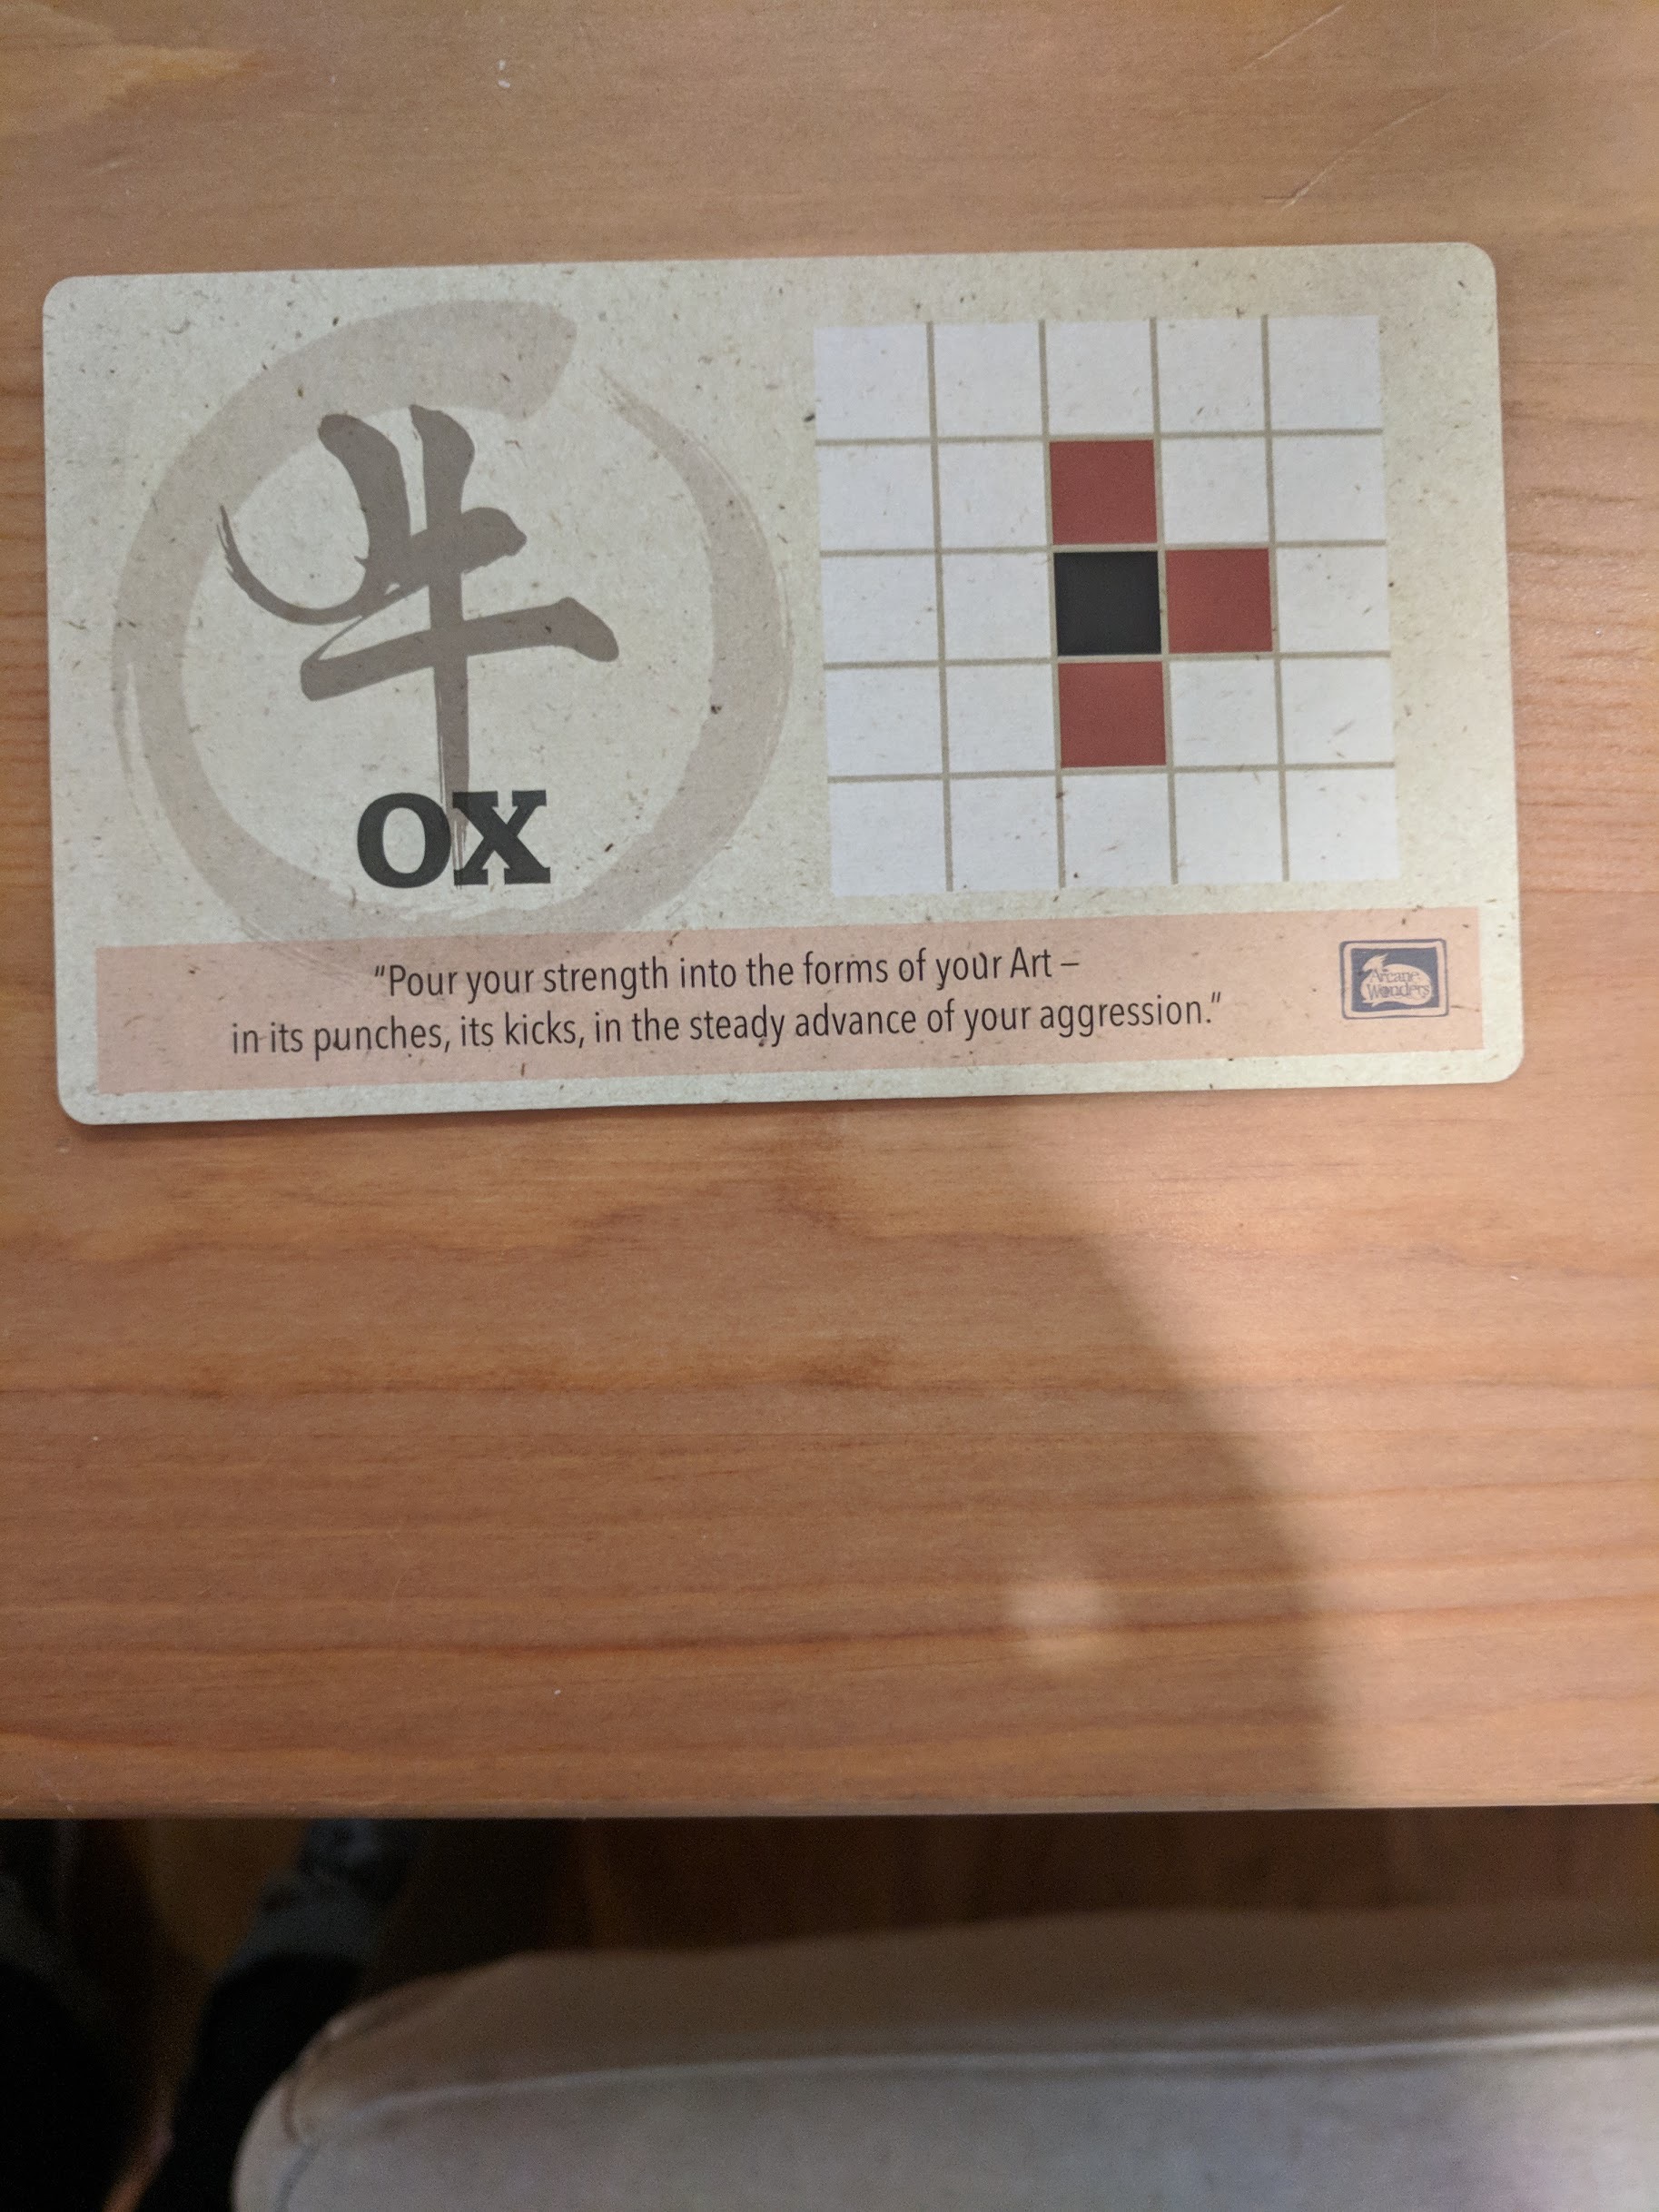 牛
OX
"Pour your strength into the forms of your Art –
in its punches, its kicks, in the steady advance of your aggression."
Arcane
Wonders